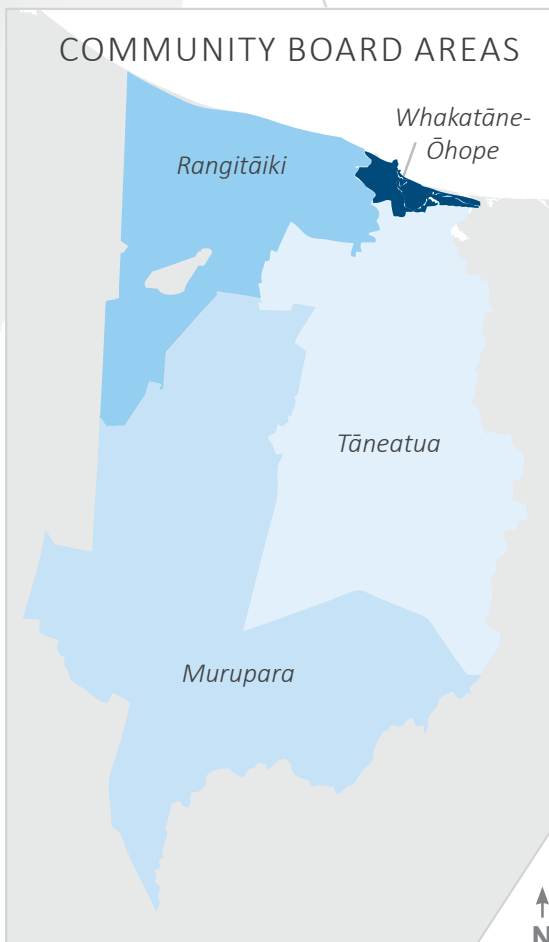 COMMUNITY BOARD AREAS
Whakatāne-
Ōhope
Rangitāiki
Tāneatua
Murupara
N